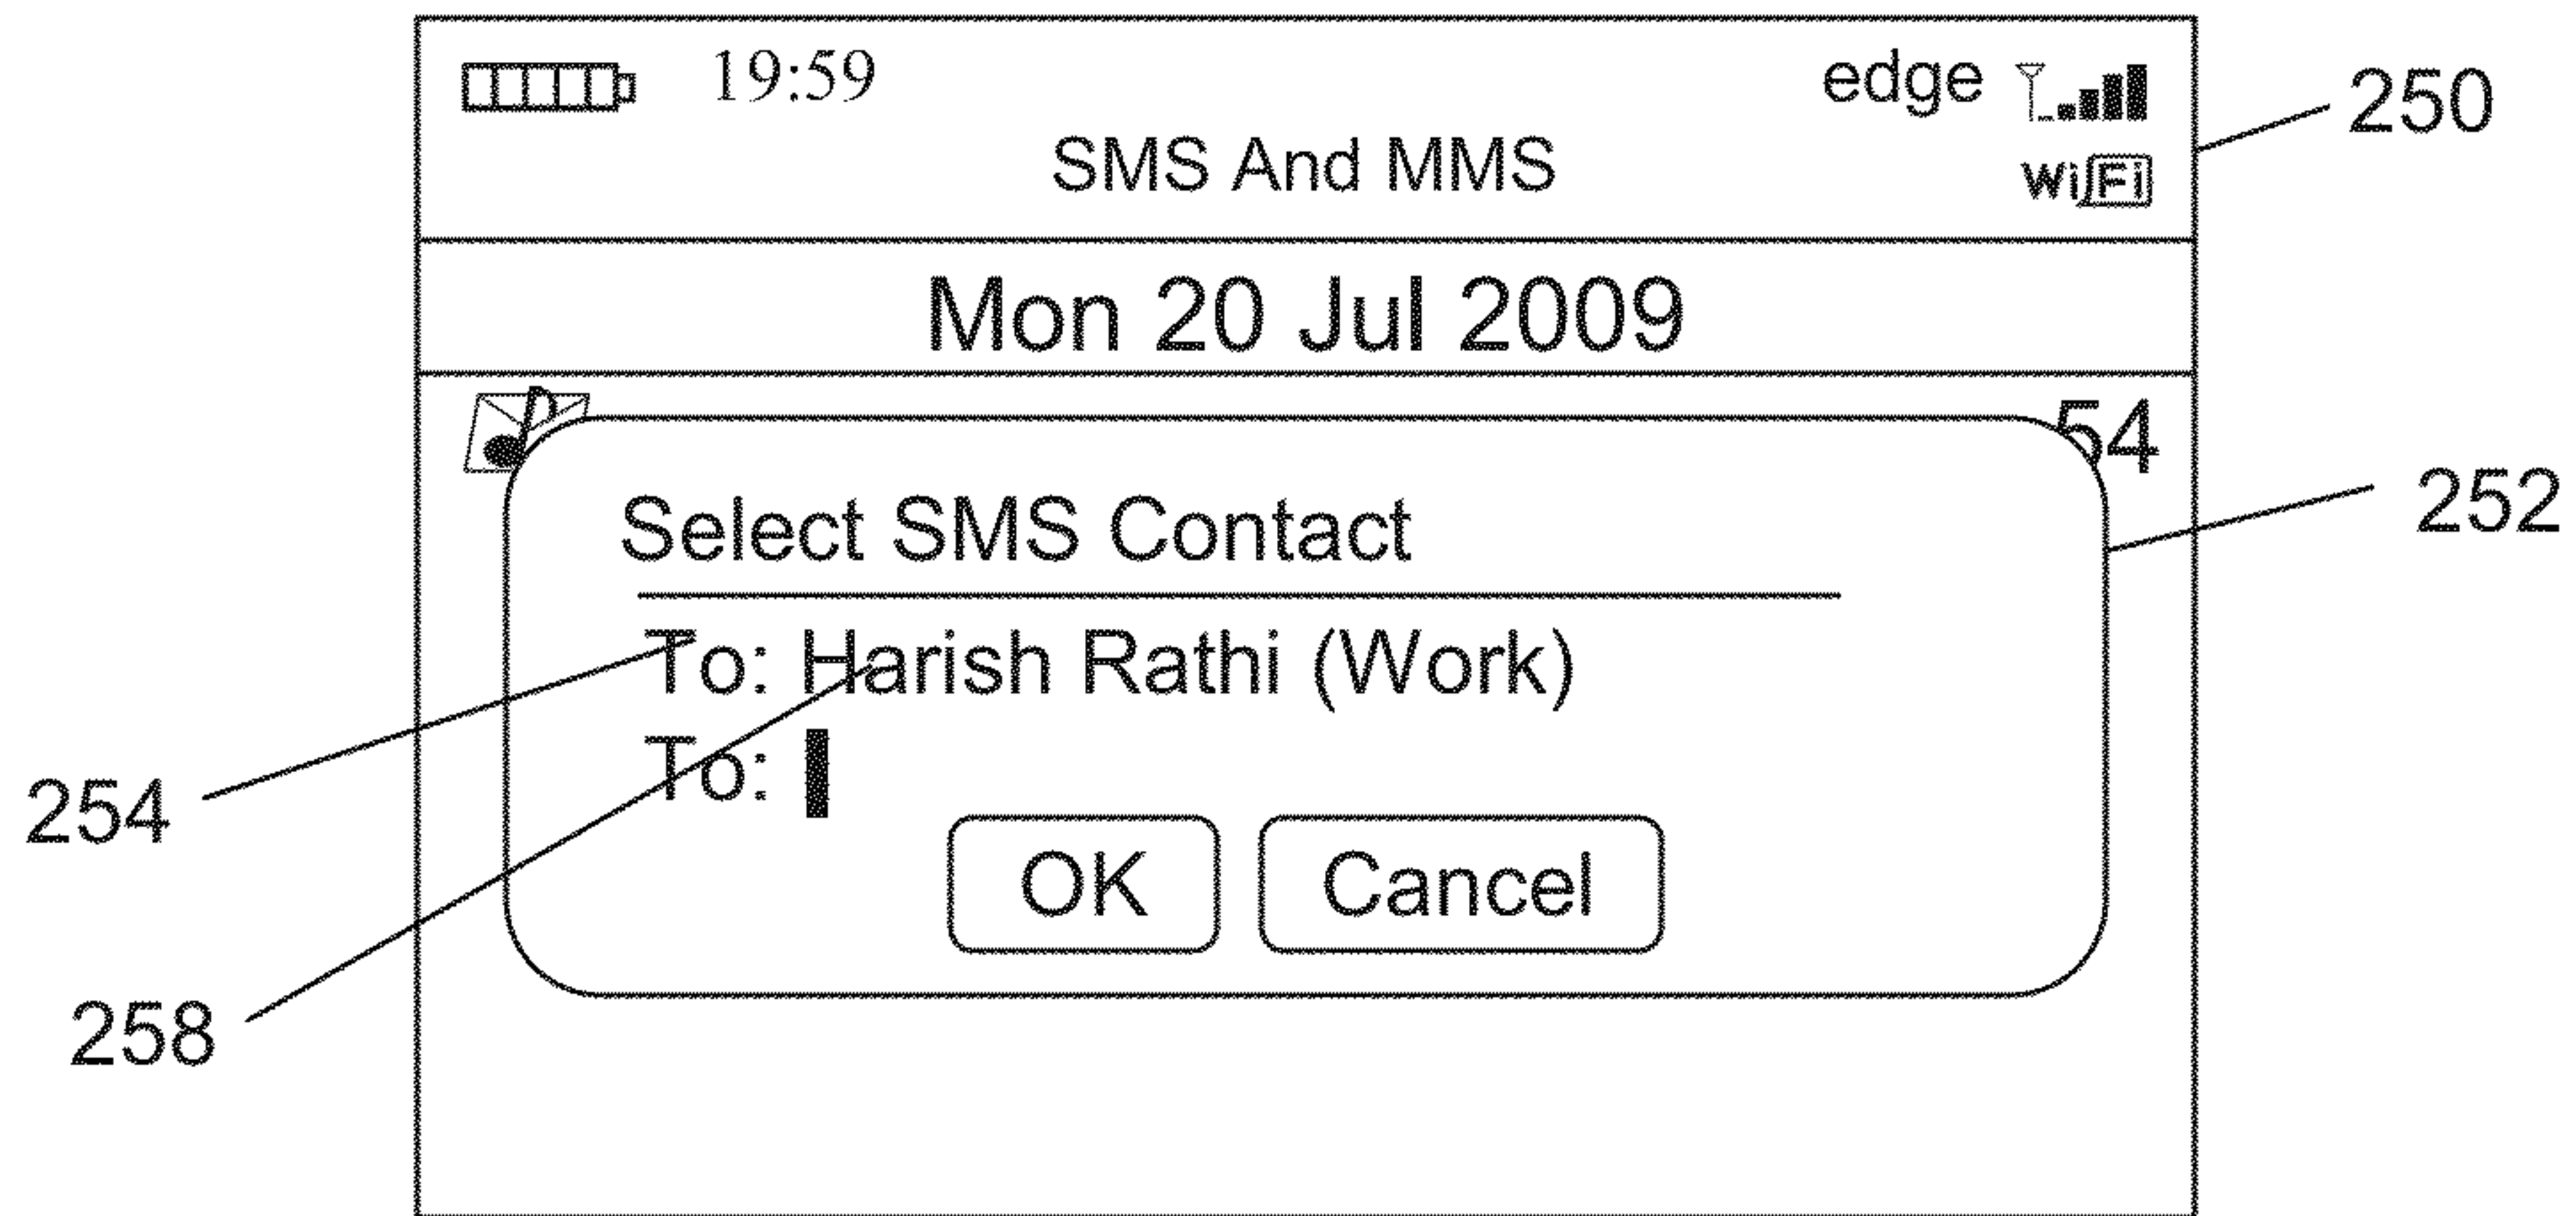 19:59 edge
250
SMS And MMS
WiFi
Mon 20 Jul 2009
54
252
Select SMS Contact
To: Harish Rathi (Work)
To:
254
OK Cancel
258